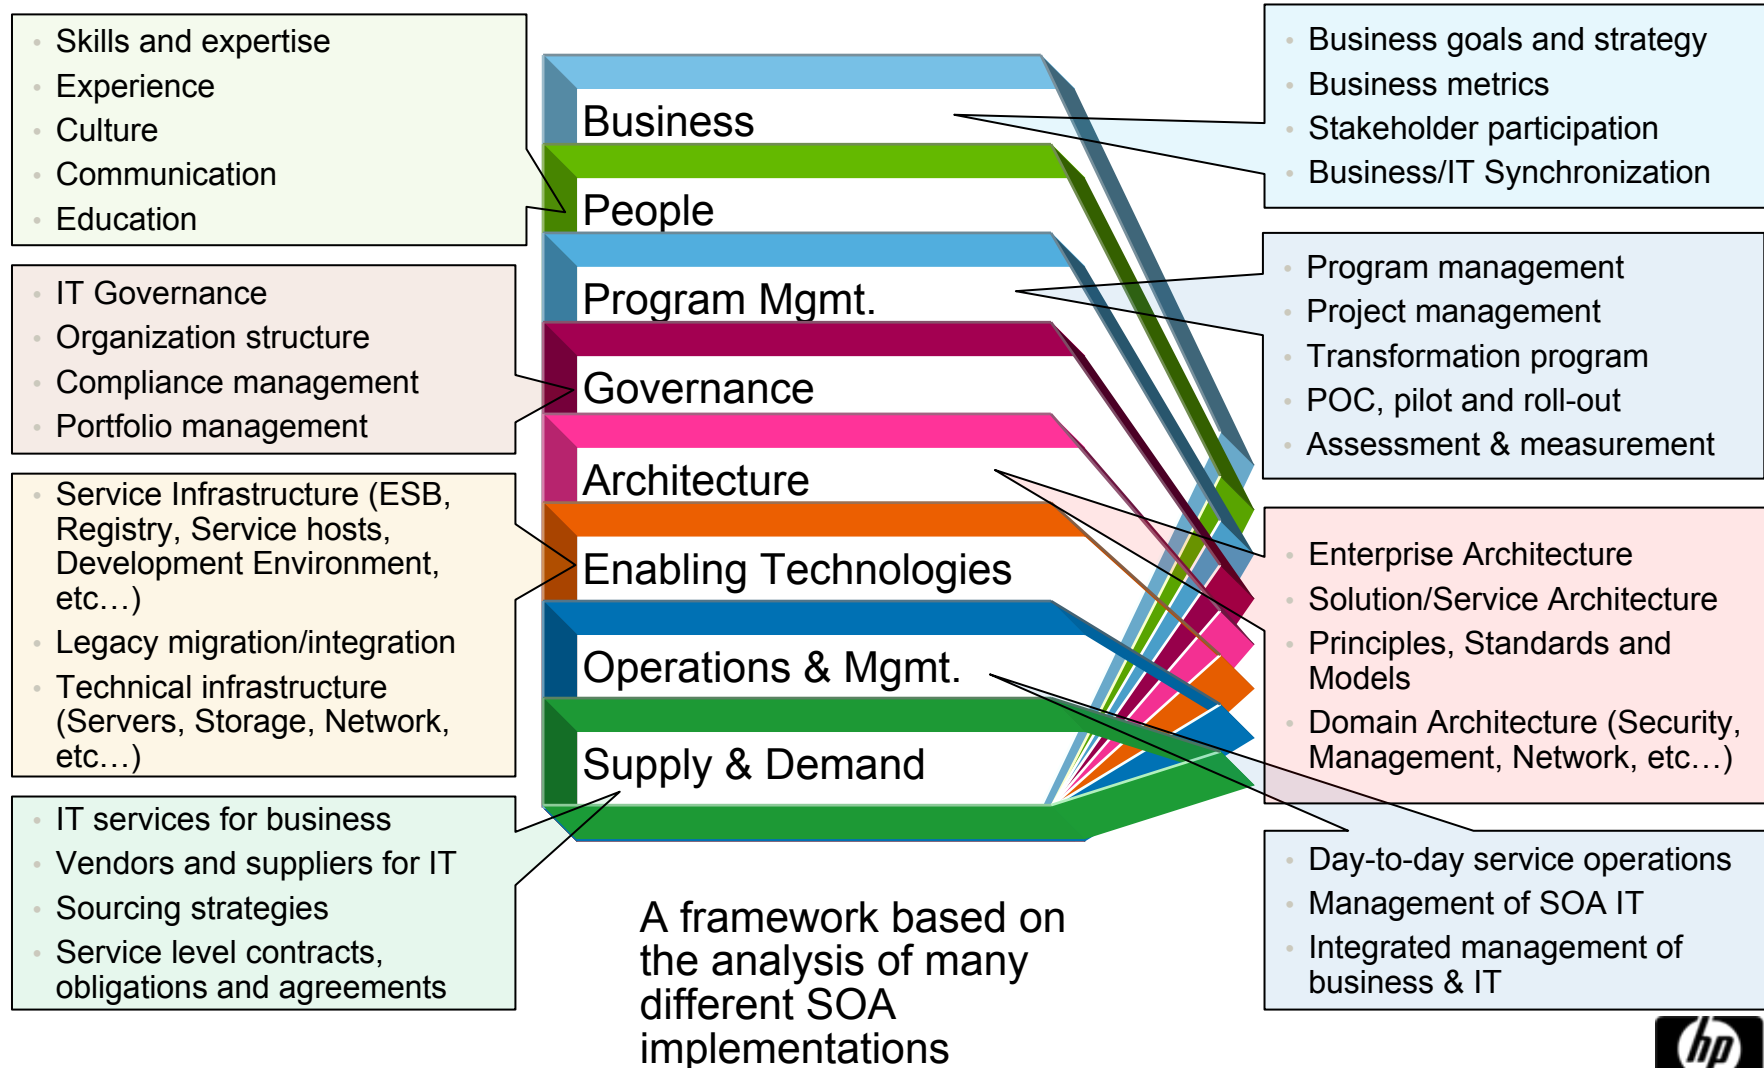 Skills and expertise
Experience
Culture
Communication
Education
IT Governance
Organization structure
Compliance management
Portfolio management
Service Infrastructure (ESB,
Registry, Service hosts,
Development Environment,
etc…)
Legacy migration/integration
Technical infrastructure
(Servers, Storage, Network,
etc…)
IT services for business
Vendors and suppliers for IT
Sourcing strategies
Service level contracts,
obligations and agreements
Business
People
Program Mgmt.
Governance
Architecture
Enabling Technologies
Operations & Mgmt.
Supply & Demand
A framework based on
the analysis of many
different SOA
implementations
Business goals and strategy
Business metrics
Stakeholder participation
Business/IT Synchronization
Program management
Project management
Transformation program
POC, pilot and roll-out
Assessment & measurement
Enterprise Architecture
Solution/Service Architecture
Principles, Standards and
Models
Domain Architecture (Security,
Management, Network, etc…)
Day-to-day service operations
Management of SOA IT
Integrated management of
business & IT
hp